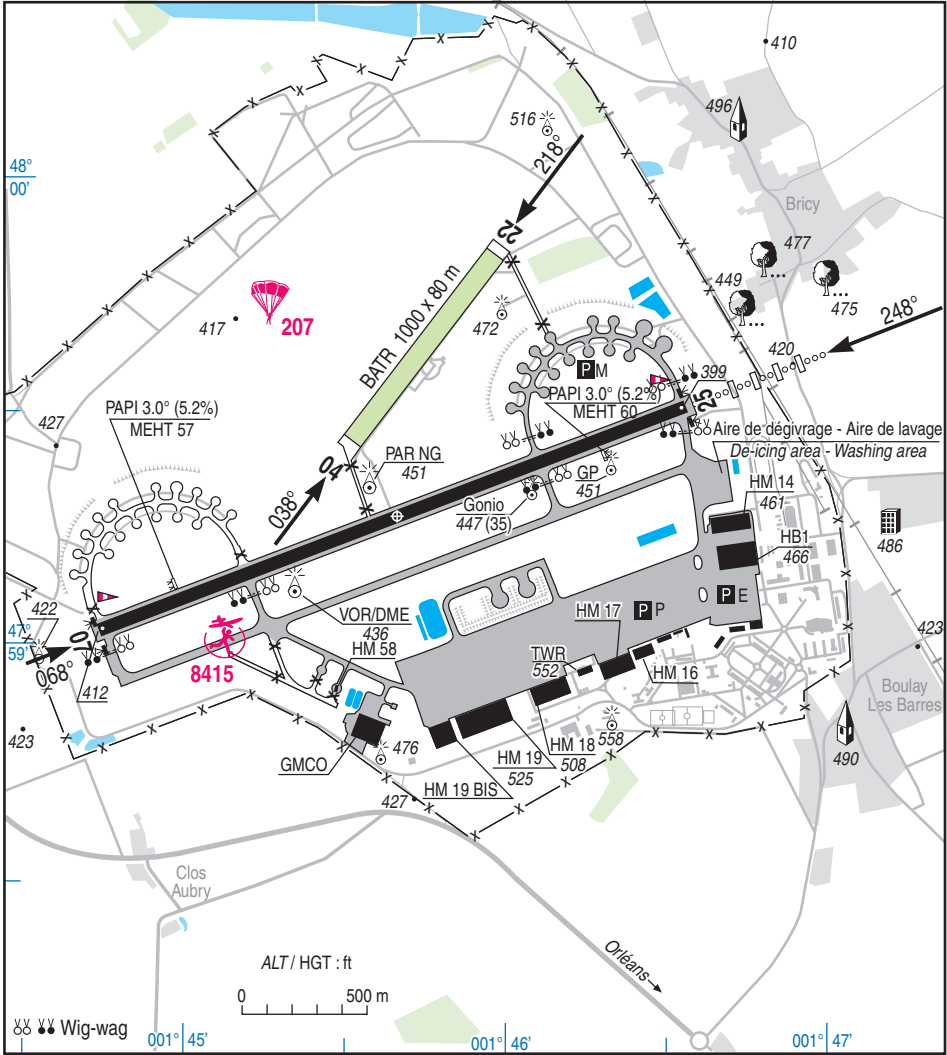 410
496
516
218°
48°
00'
Bricy
22
477
449
475
BATR 1000 x 80 m
472
248°
417
207
420
M
399
PAPI 3.0° (5.2%)
MEHT 57
PAPI 3.0° (5.2%)
MEHT 60
25
427
Aire de dégivrage - Aire de lavage
De-icing area - Washing area
04
PAR NG
451
GP
451
HM 14
461
038°
Gonio
447 (35)
486
HB1
466
422
VOR/DME
436
HM 17
P P
P E
47°
59'
07
HM 58
423
068°
TWR
552
8415
HM 16
412
Boulay
Les Barres
423
476
558
HM 18
508
490
GMCO
HM 19
525
HM 19 BIS
427
Clos
Aubry
Orléans
ALT / HGT : ft
0 500 m
Wig-wag
001° 45'
001° 46'
001° 47'